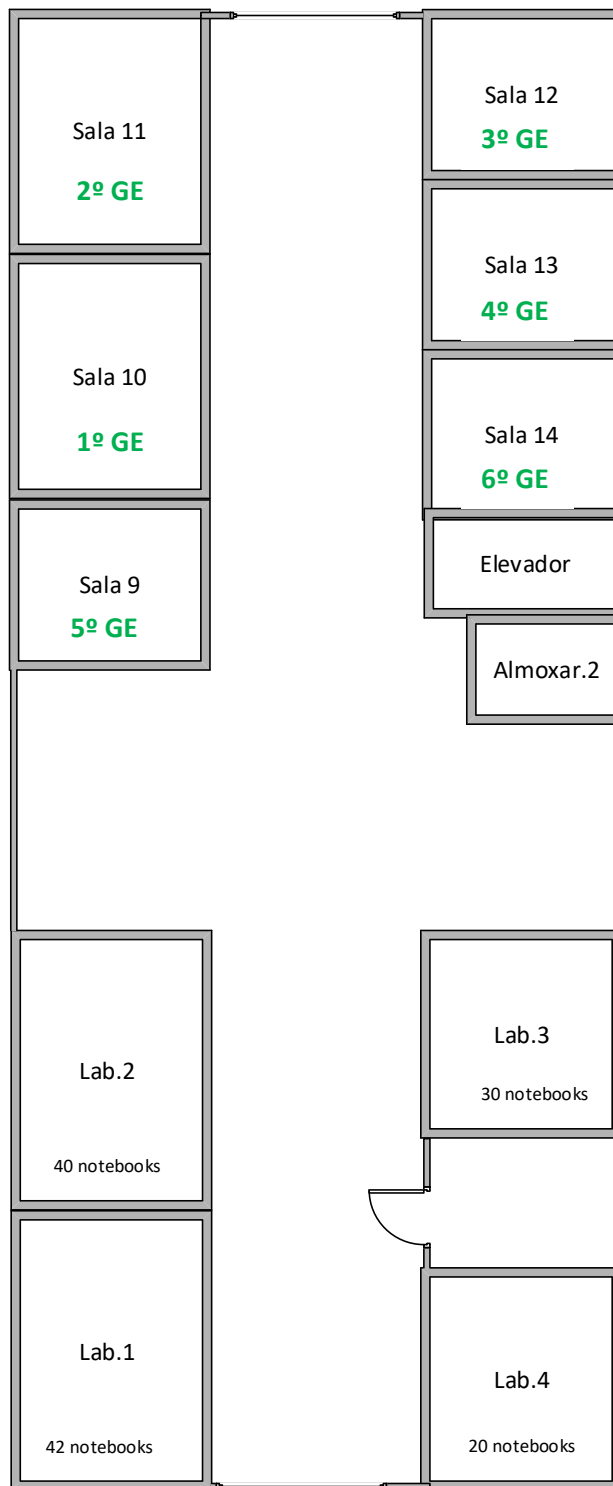 Sala 11
2º GE
Sala 12
3º GE
Sala 13
4º GE
Sala 10
1º GE
Sala 14
6º GE
Elevador
Sala 9
5º GE
Almoxar.2
Lab.2
40 notebooks
Lab.3
30 notebooks
Lab.1
42 notebooks
Lab.4
20 notebooks